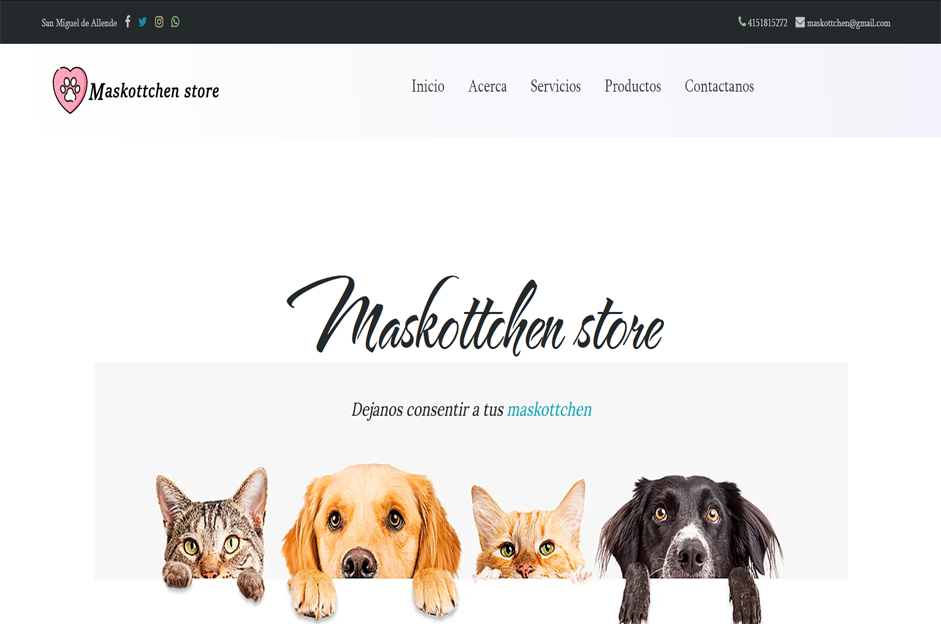 San Miguel de Allende
4151815272 maskottchen@gmail.com
Maskottchen store
Inicio Acerca Servicios Productos Contactanos
Maskottchen store
Dejanos consentir a tus maskottchen